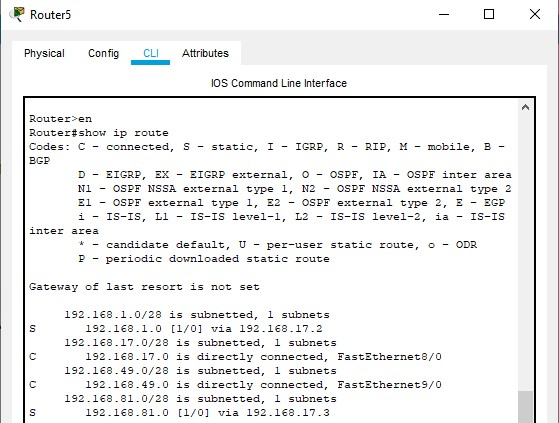 Router5
Physical Config CLI Attributes
IOS Command Line Interface
Router>en
Router#show ip route
Codes: C - connected, S - static, I - IGRP, R - RIP, M - mobile, B -
BGP
D - EIGRP, EX - EIGRP external, O - OSPF, IA - OSPF inter area
N1 - OSPF NSSA external type 1, N2 - OSPF NSSA external type 2
E1 - OSPF external type 1, E2 - OSPF external type 2, E - EGP
i - IS-IS, L1 - IS-IS level-1, L2 - IS-IS level-2, ia - IS-IS
inter area
* - candidate default, U - per-user static route, o - ODR
P - periodic downloaded static route
Gateway of last resort is not set
192.168.1.0/28 is subnetted, 1 subnets
S 192.168.1.0 [1/0] via 192.168.17.2
192.168.17.0/28 is subnetted, 1 subnets
C 192.168.17.0 is directly connected, FastEthernet8/0
192.168.49.0/28 is subnetted, 1 subnets
C 192.168.49.0 is directly connected, FastEthernet9/0
192.168.81.0/28 is subnetted, 1 subnets
S 192.168.81.0 [1/0] via 192.168.17.3